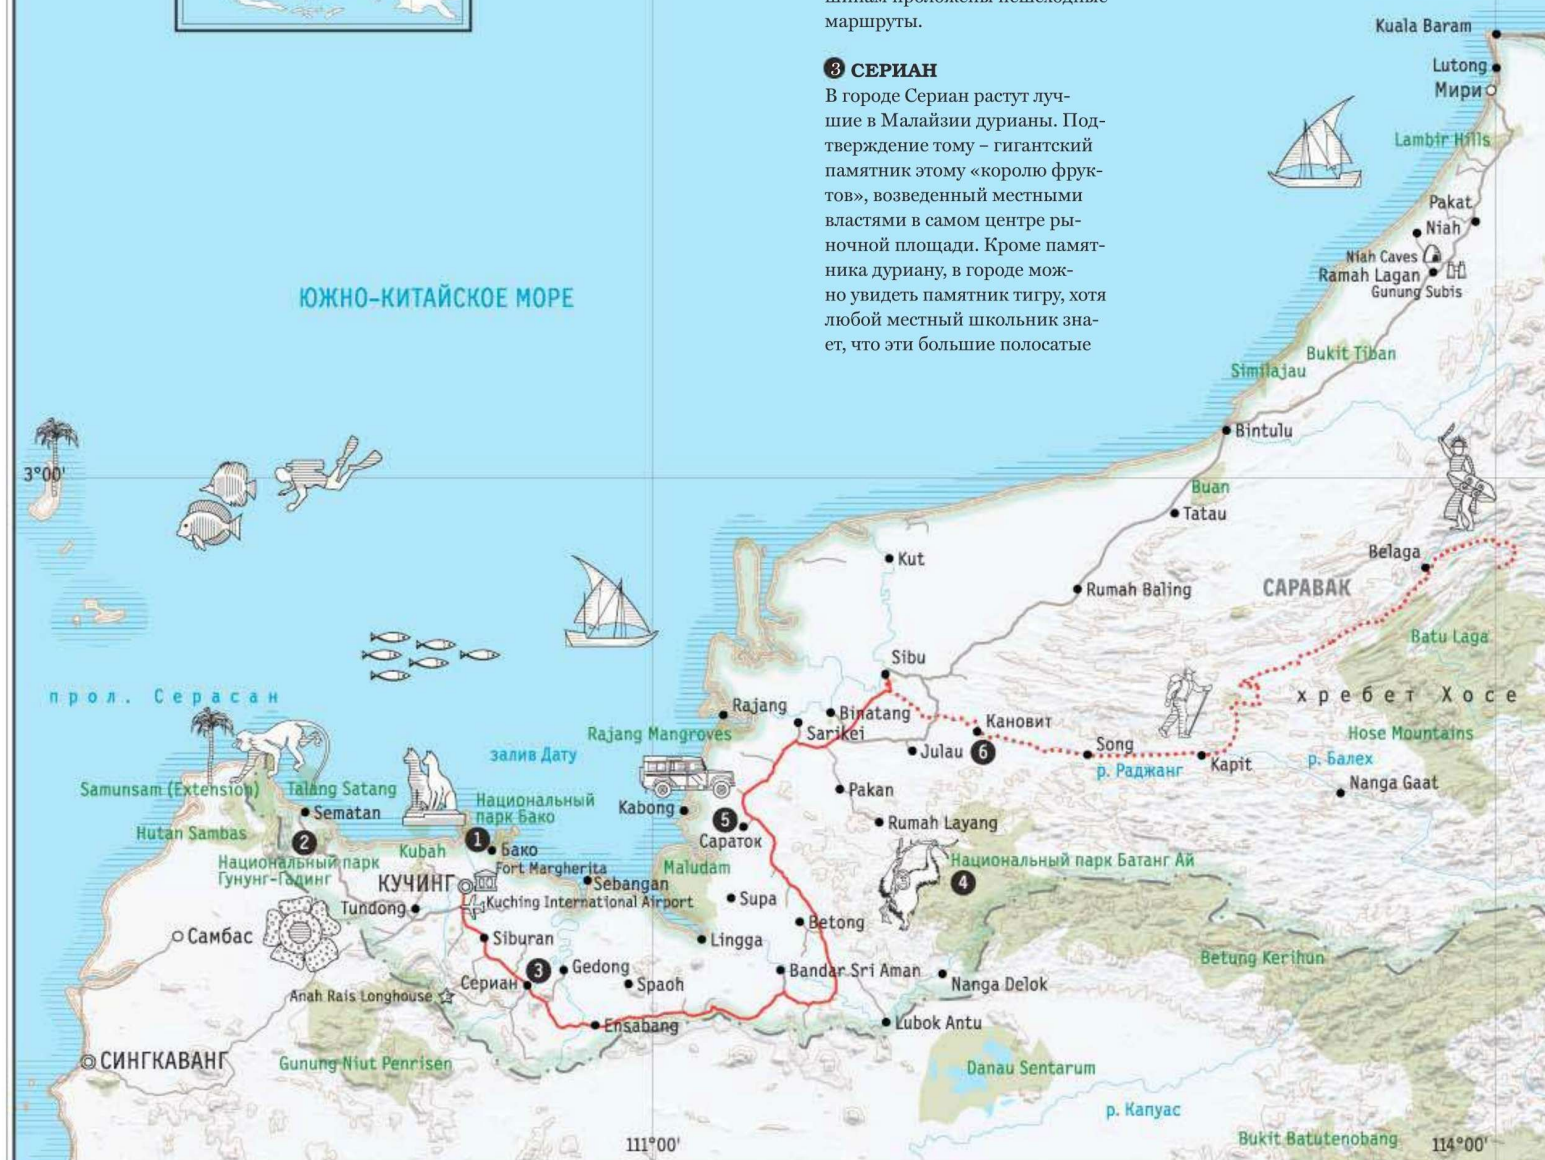 маршруты.
3 СЕРИАН
В городе Сериан растут луч-
шие в Малайзии дурианы. Под-
тверждение тому – гигантский
памятник этому «королю фрук-
тов», возведенный местными
властями в самом центре ры-
ночной площади. Кроме памят-
ника дуриану, в городе мож-
но увидеть памятник тигру, хотя
любой местный школьник зна-
ет, что эти большие полосатые
Kuala Baram
Lutong
Мири
Lambir Hills
Pakat
Niah
Niah Caves
Ramah Lagan
Gunung Subis
ЮЖНО-КИТАЙСКОЕ МОРЕ
Bukit Tiban
Similajau
Bintulu
3°00'
Buan
Tatau
Kut
Belaga
Rumah Baling
САРАВАК
Batu Laga
Sibu
прол. Серасан
хребет Хосе
Rajang
Binatang
Кановит
Sarikei
Rajang Mangroves
Hose Mountains
Julau
6
Song
залив Дату
Kapit
р. Балех
р. Раджанг
Nanga Gaat
Samunsam (Extension)
Talang Satang
Pakan
Национальный
парк Бако
Kabong
Sematan
5
Rumah Layang
Hutan Sambas
2
1
Сараток
Бако
Kubah
Национальный парк
Гунунг-Гадинг
Национальный парк Батанг Ай
Fort Margherita
Maludam
КУЧИНГ
Sebangan
4
Supa
Kuching International Airport
Tundong
Betong
Самбас
Siburan
Lingga
Betung Kerihun
3
Gedong
Bandar Sri Aman
Сериан
Spaoh
Nanga Delok
Anah Rais Longhouse
Ensabang
Lubok Antu
СИНГКАВАНГ
Gunung Niut Penrisen
Danau Sentarum
р. Капуас
Bukit Batutenobang
111°00'
114°00'